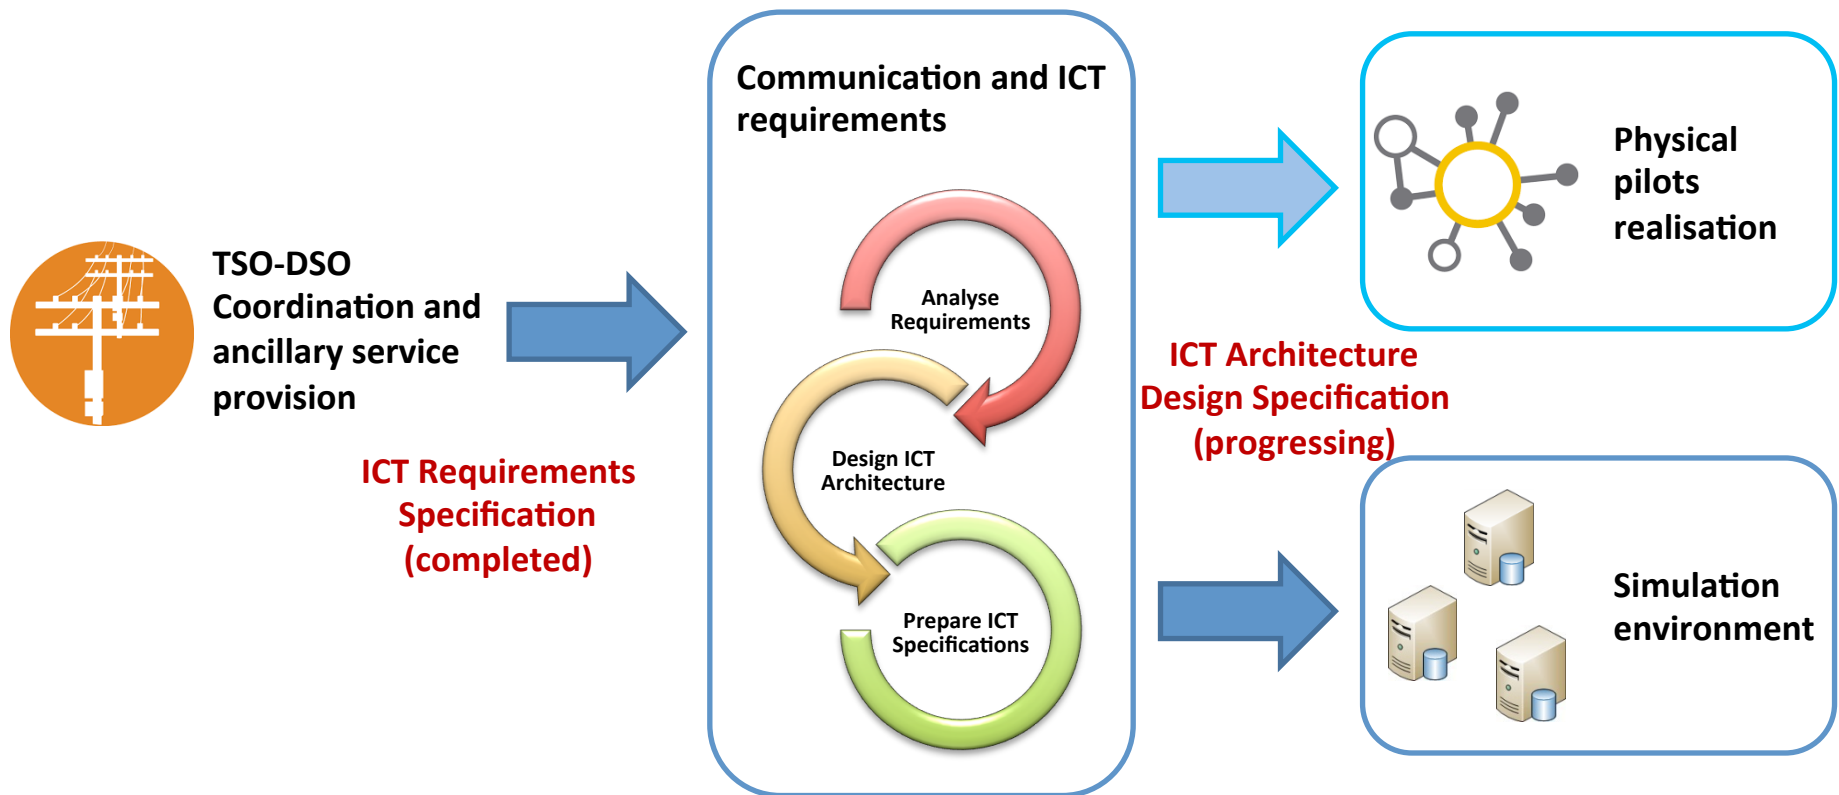 TSO-DSO
Coordination and
ancillary service
provision
ICT Requirements
Specification
(completed)
Communication and ICT
requirements
Analyse
Requirements
Design ICT
Architecture
Prepare ICT
Specifications
ICT Architecture
Design Specification
(progressing)
Physical
pilots
realisation
Simulation
environment